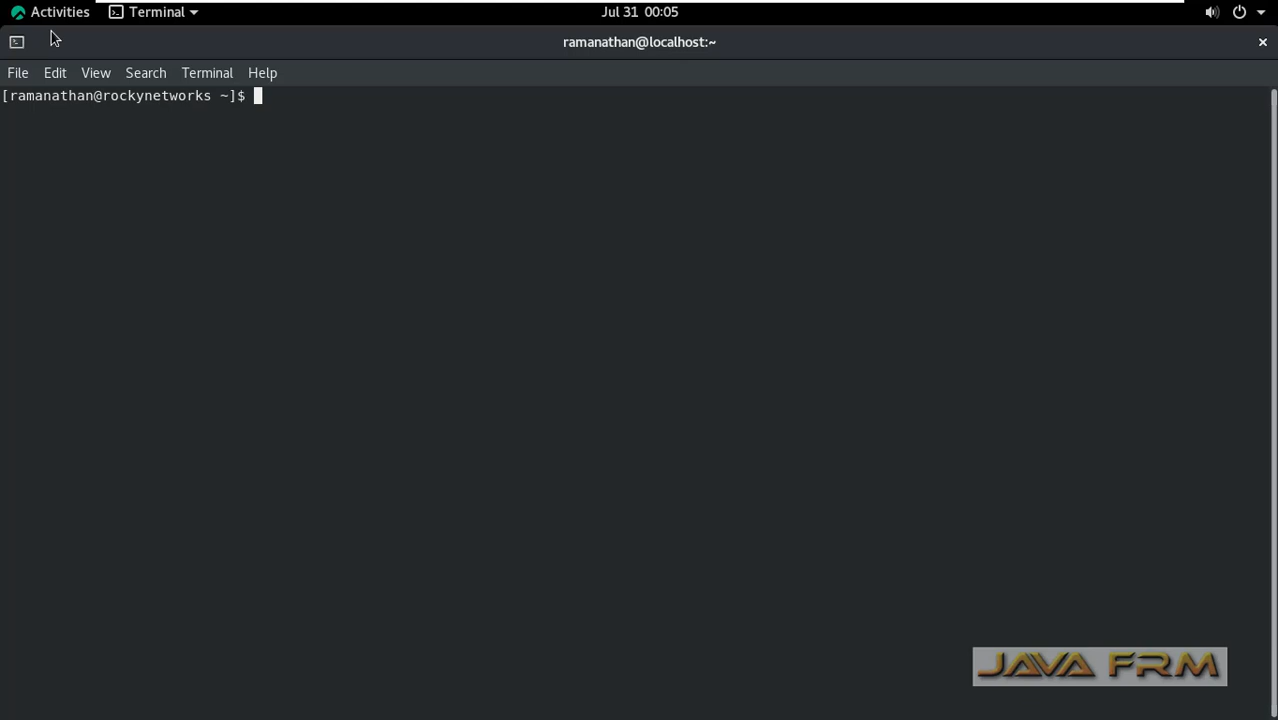 Activities Terminal Jul 31 00:05
ramanathan@localhost:~
File Edit View Search Terminal Help
[ramanathan@rockynetworks ~]$
JAVA FRM